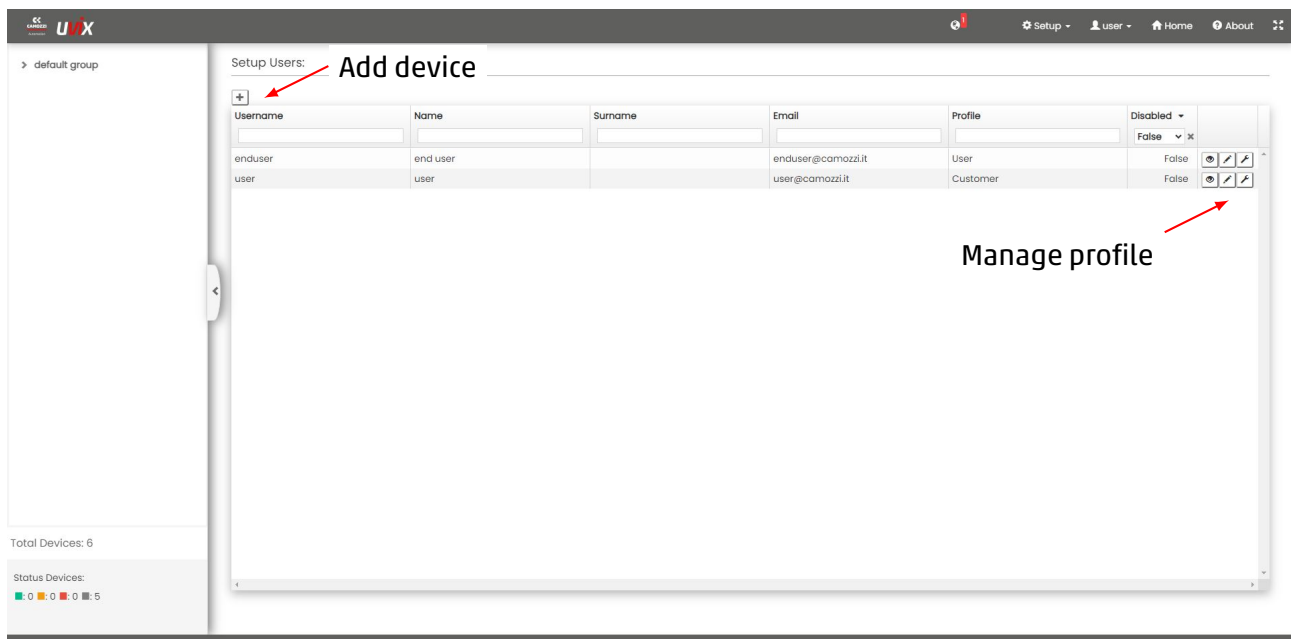 CAMOZZI UVIX
1 Setup user Home About
default group
Setup Users:
Add device
+
Username Name Surname Email Profile Disabled
False
enduser end user enduser@camozzi.it User False
user user user@camozzi.it Customer False
Manage profile
Total Devices: 6
Status Devices:
: 0 : 0 : 0 : 5